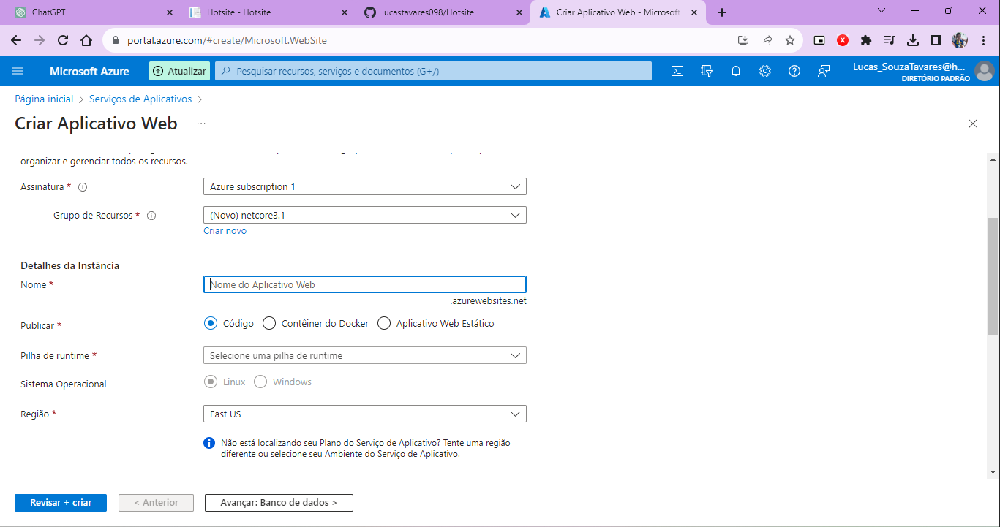 ChatGPT
Hotsite - Hotsite
lucastavares098/Hotsite
Criar Aplicativo Web - Microsoft
portal.azure.com/#create/Microsoft.WebSite
Microsoft Azure
Atualizar
Pesquisar recursos, serviços e documentos (G+/)
Lucas_SouzaTavares@h...
DIRETÓRIO PADRÃO
Página inicial > Serviços de Aplicativos >
Criar Aplicativo Web ...
organizar e gerenciar todos os recursos.
Assinatura *
Azure subscription 1
Grupo de Recursos *
(Novo) netcore3.1
Criar novo
Detalhes da Instância
Nome *
Nome do Aplicativo Web
.azurewebsites.net
Publicar *
Código
Contêiner do Docker
Aplicativo Web Estático
Pilha de runtime *
Selecione uma pilha de runtime
Sistema Operacional
Linux
Windows
Região *
East US
Não está localizando seu Plano do Serviço de Aplicativo? Tente uma região
diferente ou selecione seu Ambiente do Serviço de Aplicativo.
Revisar + criar
< Anterior
Avançar: Banco de dados >